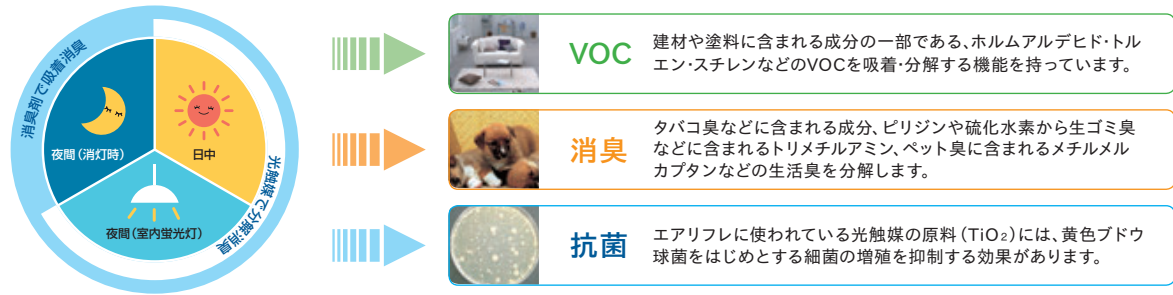 消臭剤で吸着消臭
夜間（消灯時）
日中
夜間（室内蛍光灯）
光触媒で分解消臭
VOC
建材や塗料に含まれる成分の一部である、ホルムアルデヒド・トル
エン・スチレンなどのVOCを吸着・分解する機能を持っています。
消臭
タバコ臭などに含まれる成分、ピリジンや硫化水素から生ゴミ臭
などに含まれるトリメチルアミン、ペット臭に含まれるメチルメル
カプタンなどの生活臭を分解します。
抗菌
エアリフレに使われている光触媒の原料（TiO₂）には、黄色ブドウ
球菌をはじめとする細菌の増殖を抑制する効果があります。